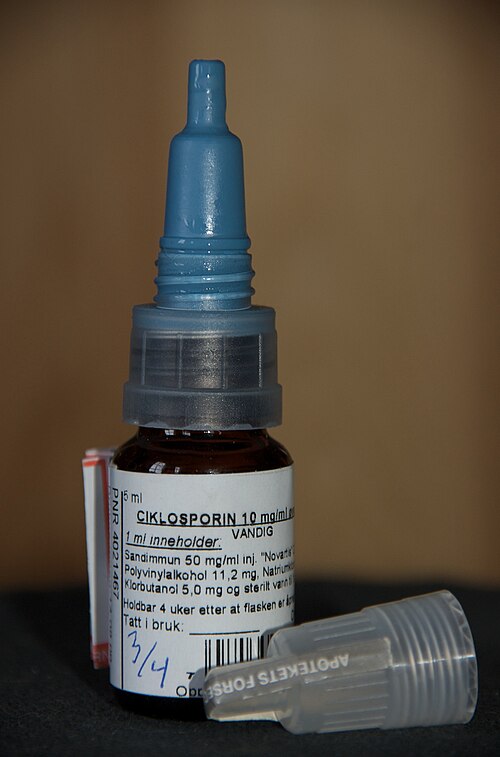 5 ml
CIKLOSPORIN 10 mg/ml
VANDIG
1 ml inneholder:
Sandimmun 50 mg/ml inj. "Novartis
Polyvinylalkohol 11,2 mg,
Klorbutanol 5,0 mg og sterilt vann
Holdbar 4 uker etter at flasken er
Tatt i bruk:
3/4
PNR 4021467
APOTEKETS FORS